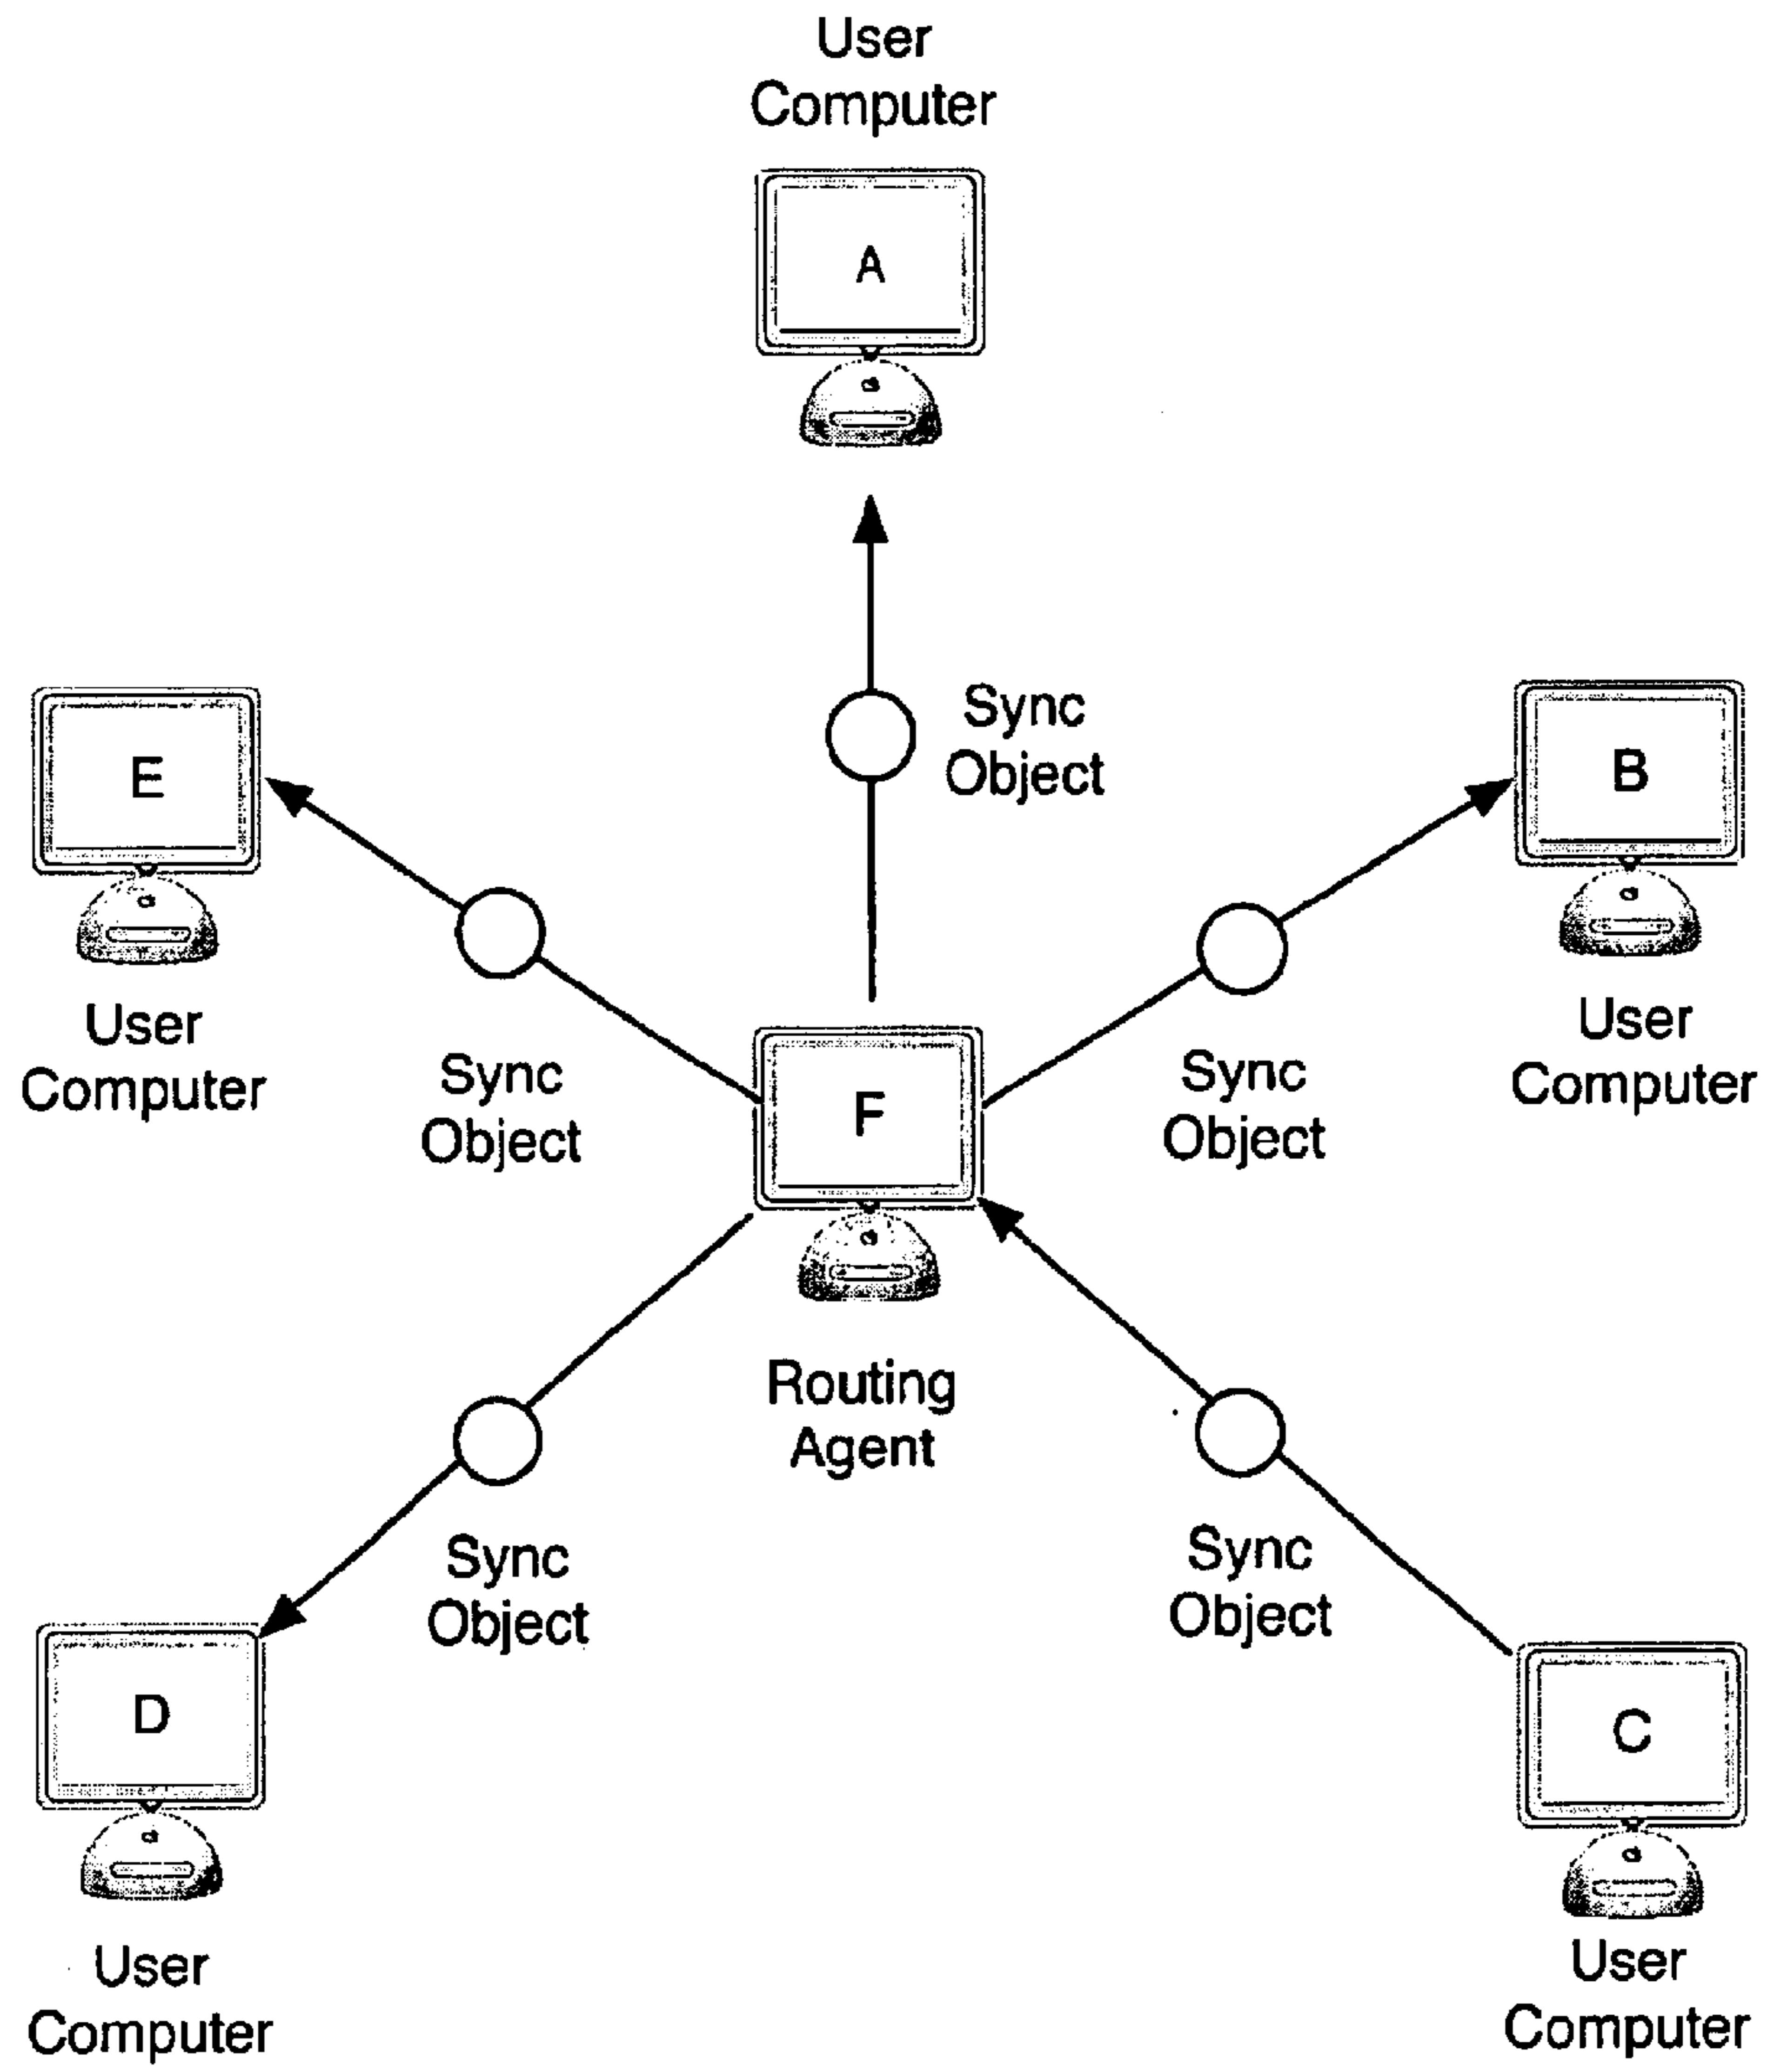 User
Computer
A
Sync
Object
E
B
User
Computer
User
Computer
Sync
Object
Sync
Object
F
Routing
Agent
Sync
Object
Sync
Object
D
C
User
Computer
User
Computer